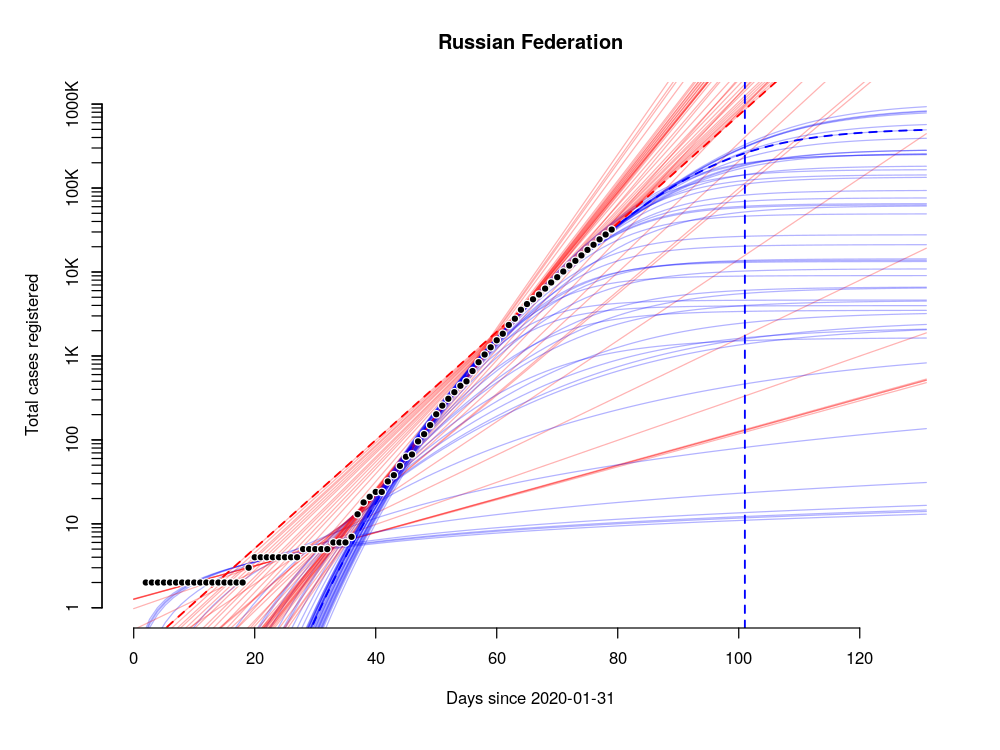 Russian Federation
Total cases registered
1000K
100K
10K
1K
100
10
1
0 20 40 60 80 100 120
Days since 2020-01-31